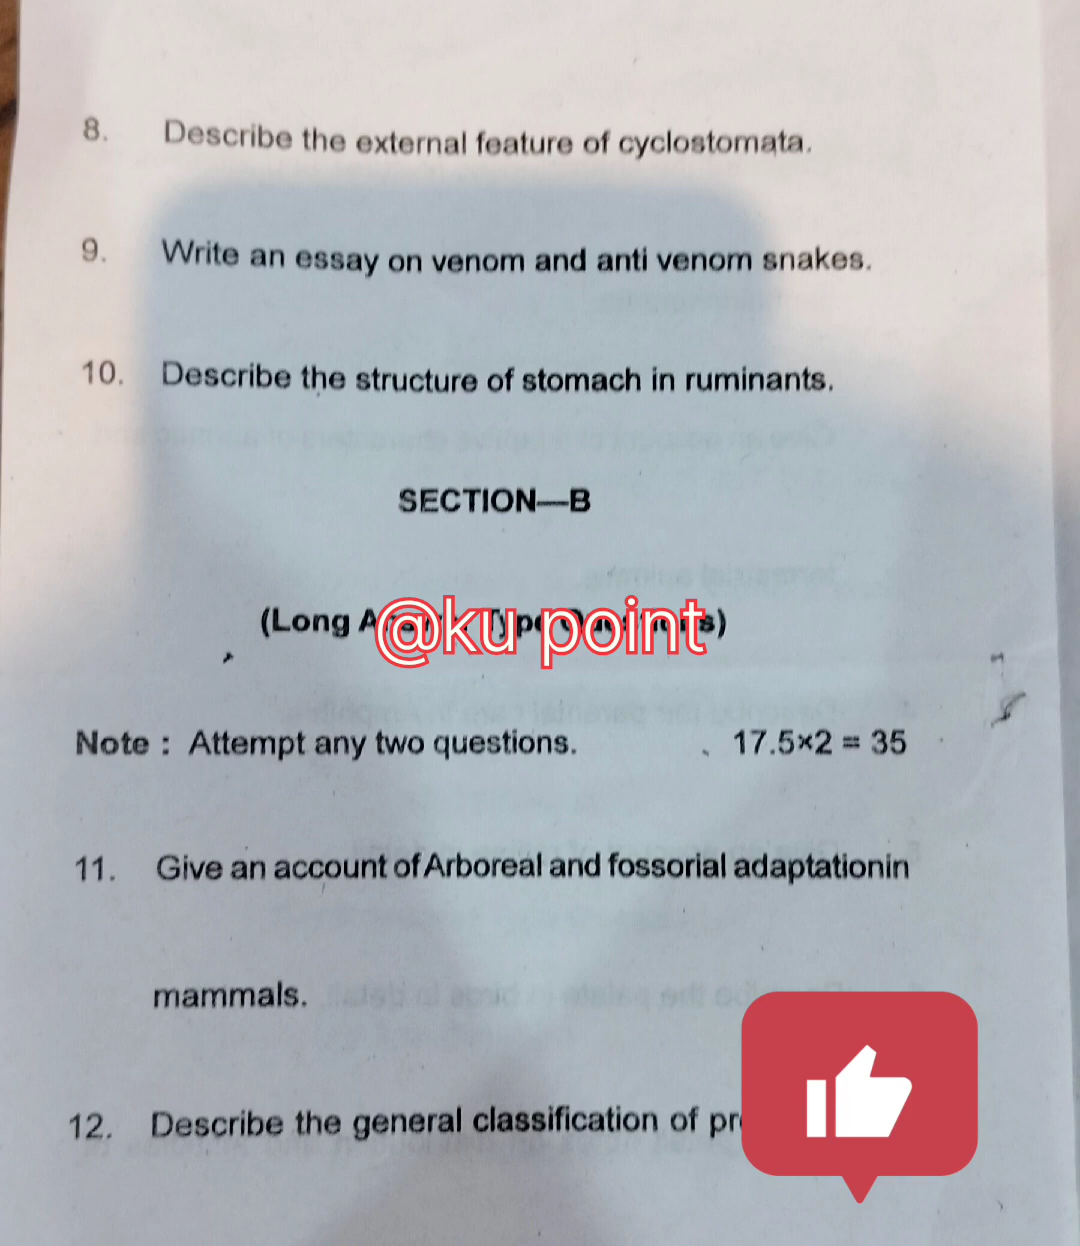 8. Describe the external feature of cyclostomata.
9. Write an essay on venom and anti venom snakes.
10. Describe the structure of stomach in ruminants.
SECTION—B
(Long
@ku point
Note : Attempt any two questions. 17.5×2 = 35
11. Give an account of Arboreal and fossorial adaptationin
mammals.
12. Describe the general classification of